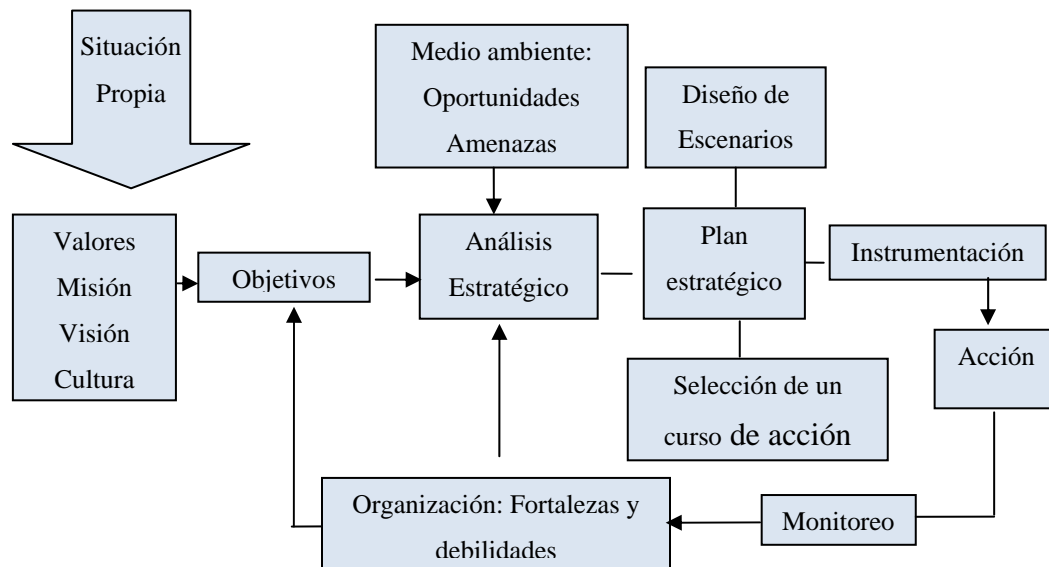 Situación
Propia
Medio ambiente:
Oportunidades
Amenazas
Diseño de
Escenarios
Valores
Misión
Visión
Cultura
Objetivos
Análisis
Estratégico
Plan
estratégico
Instrumentación
Acción
Selección de un
curso de acción
Organización: Fortalezas y
debilidades
Monitoreo